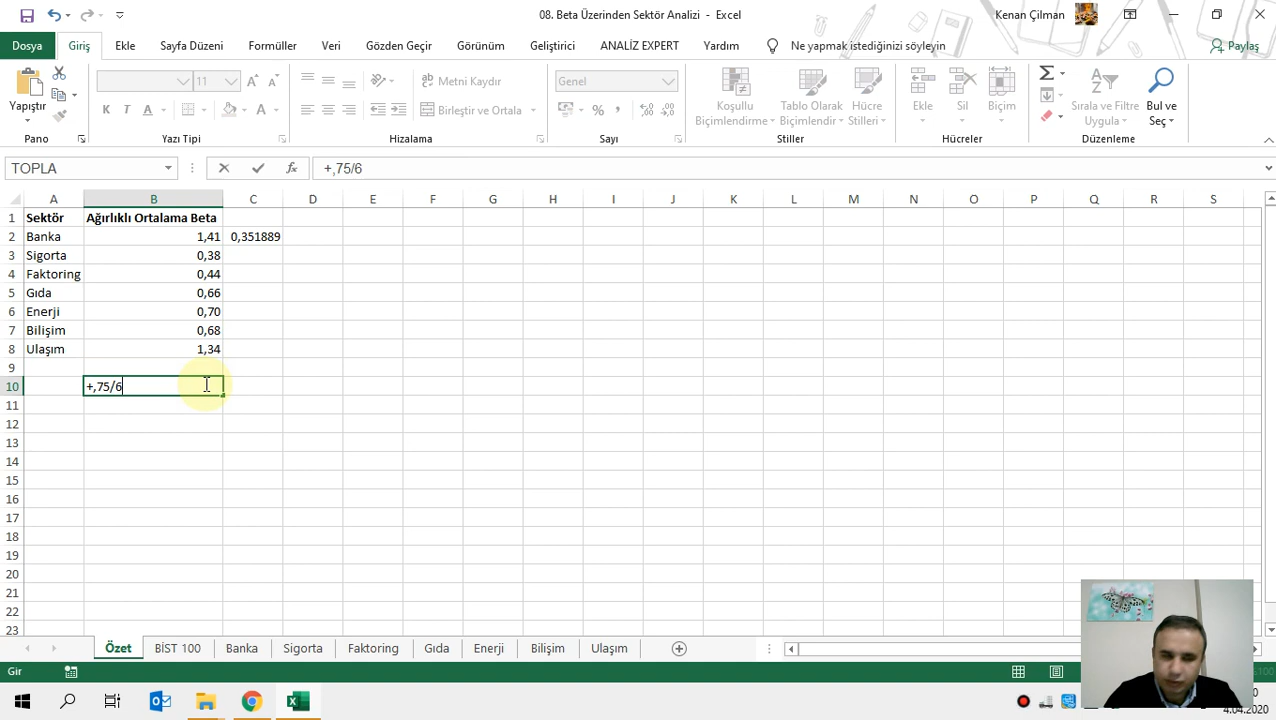 08. Beta Üzerinden Sektör Analizi - Excel
Kenan Çilman
Dosya Giriş Ekle Sayfa Düzeni Formüller Veri Gözden Geçir Görünüm Geliştirici ANALİZ EXPERT Yardım Ne yapmak istediğinizi söyleyin Paylaş
Yapıştır
11
K T A
Metni Kaydır
Birleştir ve Ortala
Genel
Koşullu
Biçimlendirme
Tablo Olarak
Biçimlendir
Hücre
Stilleri
Ekle
Sil
Biçim
Sırala ve Filtre
Uygula
Bul ve
Seç
Pano Yazı Tipi Hizalama Sayı Stiller Hücreler Düzenleme
TOPLA
fx
+,75/6
A B C D E F G H I J K L M N O P Q R S
1 Sektör Ağırlıklı Ortalama Beta
2 Banka 1,41 0,351889
3 Sigorta 0,38
4 Faktoring 0,44
5 Gıda 0,66
6 Enerji 0,70
7 Bilişim 0,68
8 Ulaşım 1,34
9
10 +,75/6
11
12
13
14
15
16
17
18
19
20
21
22
23
Özet BİST 100 Banka Sigorta Faktoring Gıda Enerji Bilişim Ulaşım
Gir
4.04.2020